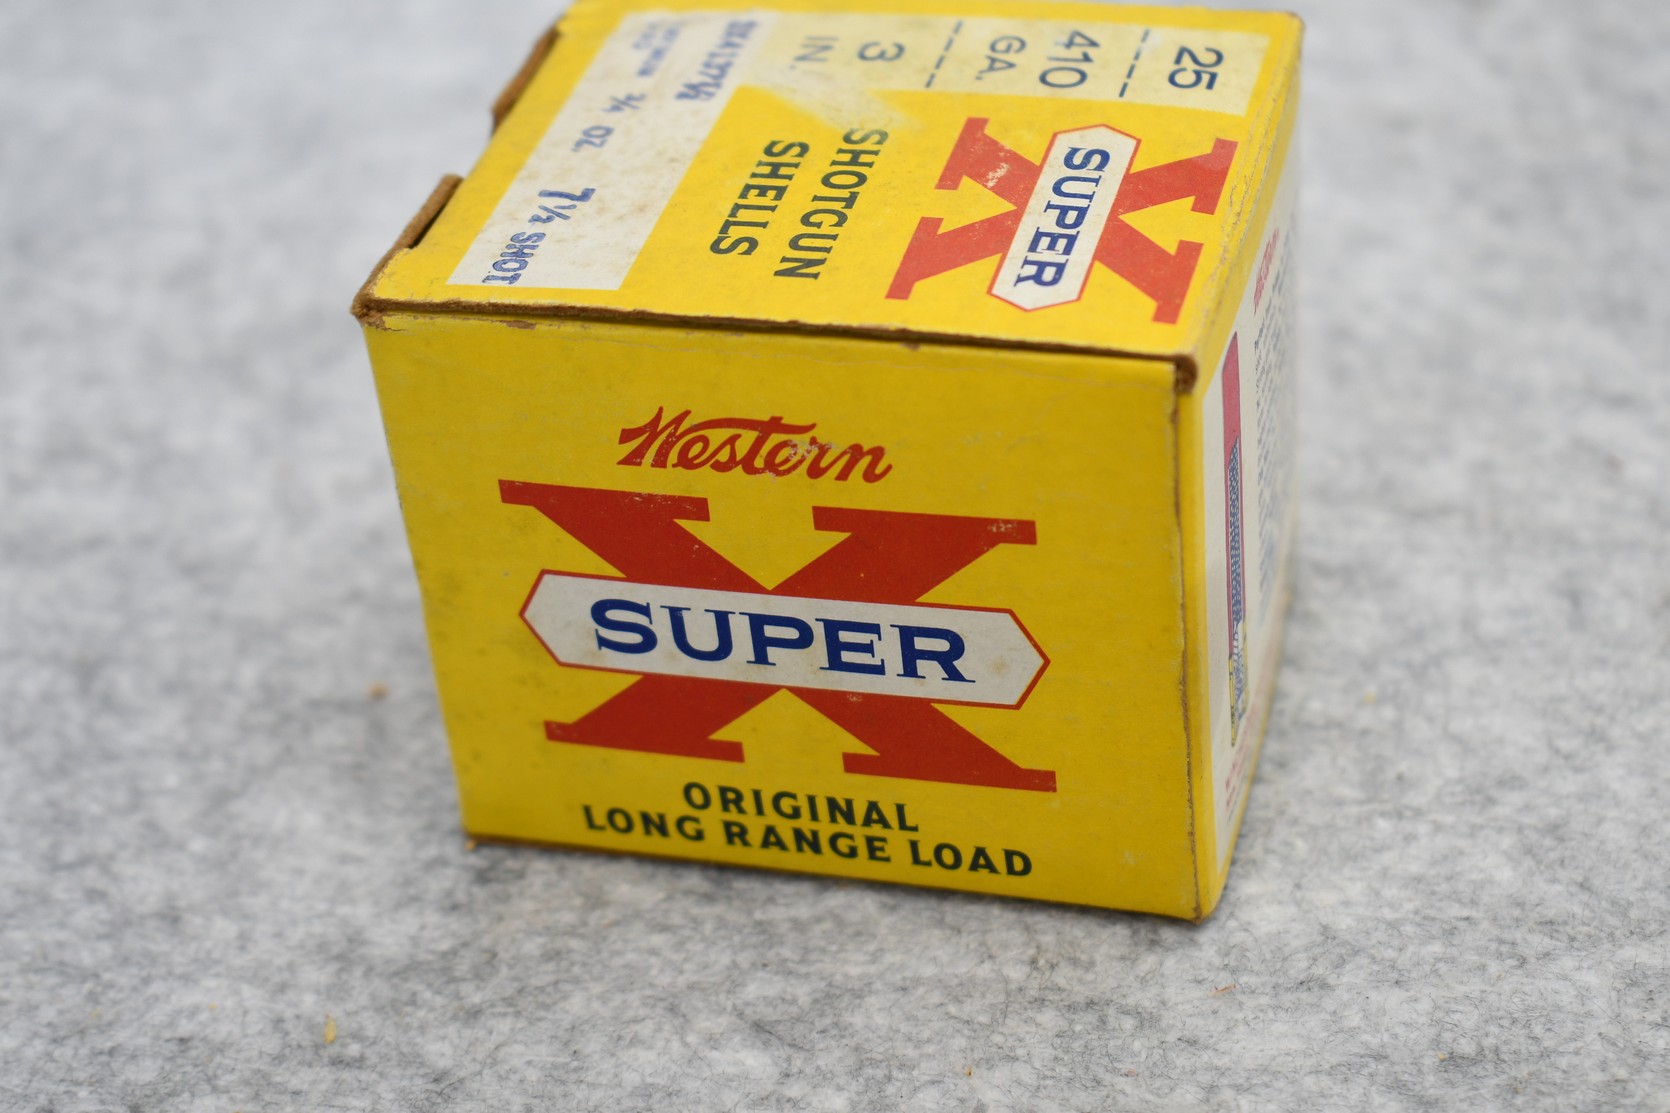 25
410
GA.
3
IN.
SUPER X
SHOTGUN
SHELLS
¾ OZ. 7½ SHOT
Western
SUPER X
ORIGINAL
LONG RANGE LOAD